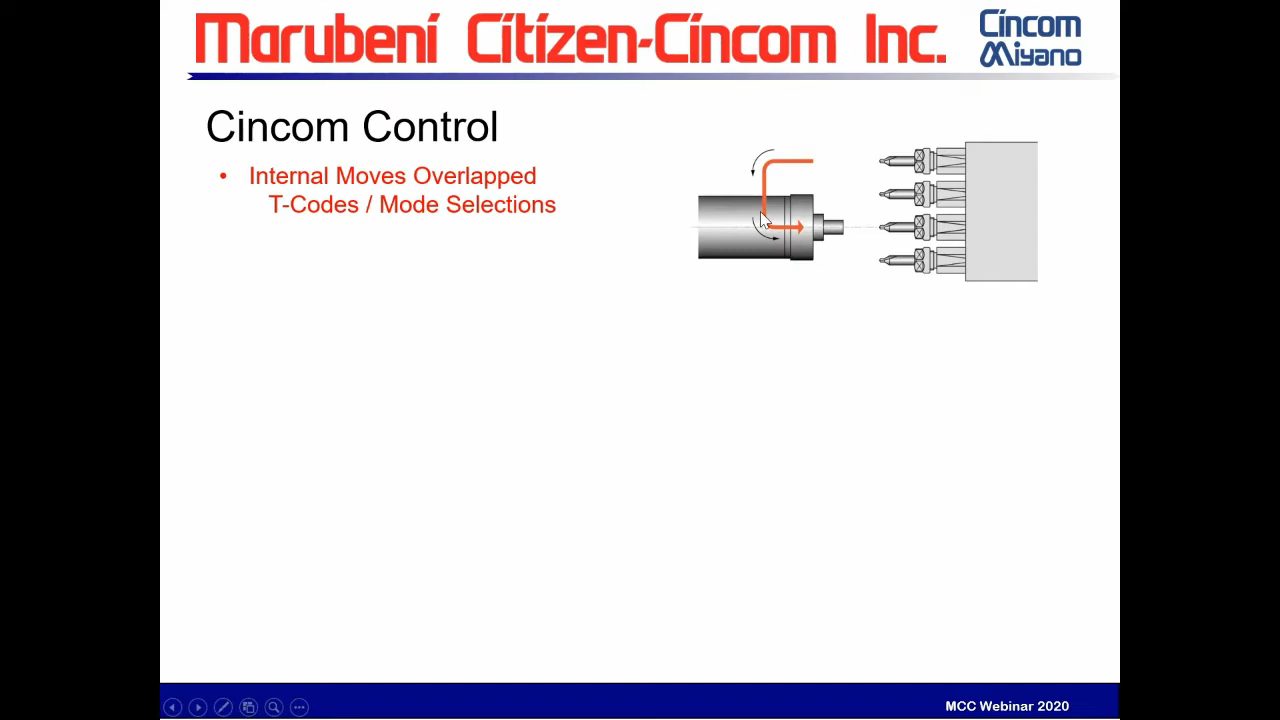 Marubeni Citizen-Cincom Inc.
Cincom
Miyano
Cincom Control
• Internal Moves Overlapped
T-Codes / Mode Selections
MCC Webinar 2020